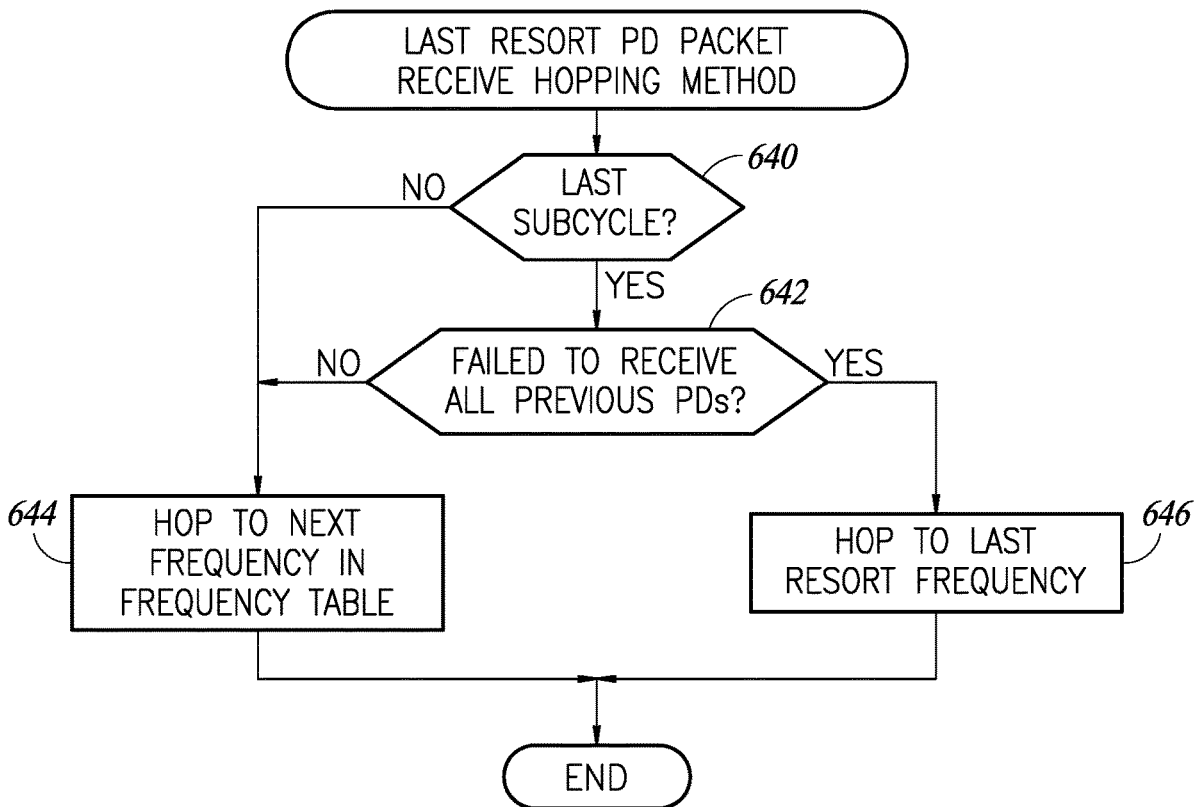 LAST RESORT PD PACKET
RECEIVE HOPPING METHOD
640
LAST
SUBCYCLE?
NO
YES
642
FAILED TO RECEIVE
ALL PREVIOUS PDs?
NO
YES
644
HOP TO NEXT
FREQUENCY IN
FREQUENCY TABLE
646
HOP TO LAST
RESORT FREQUENCY
END